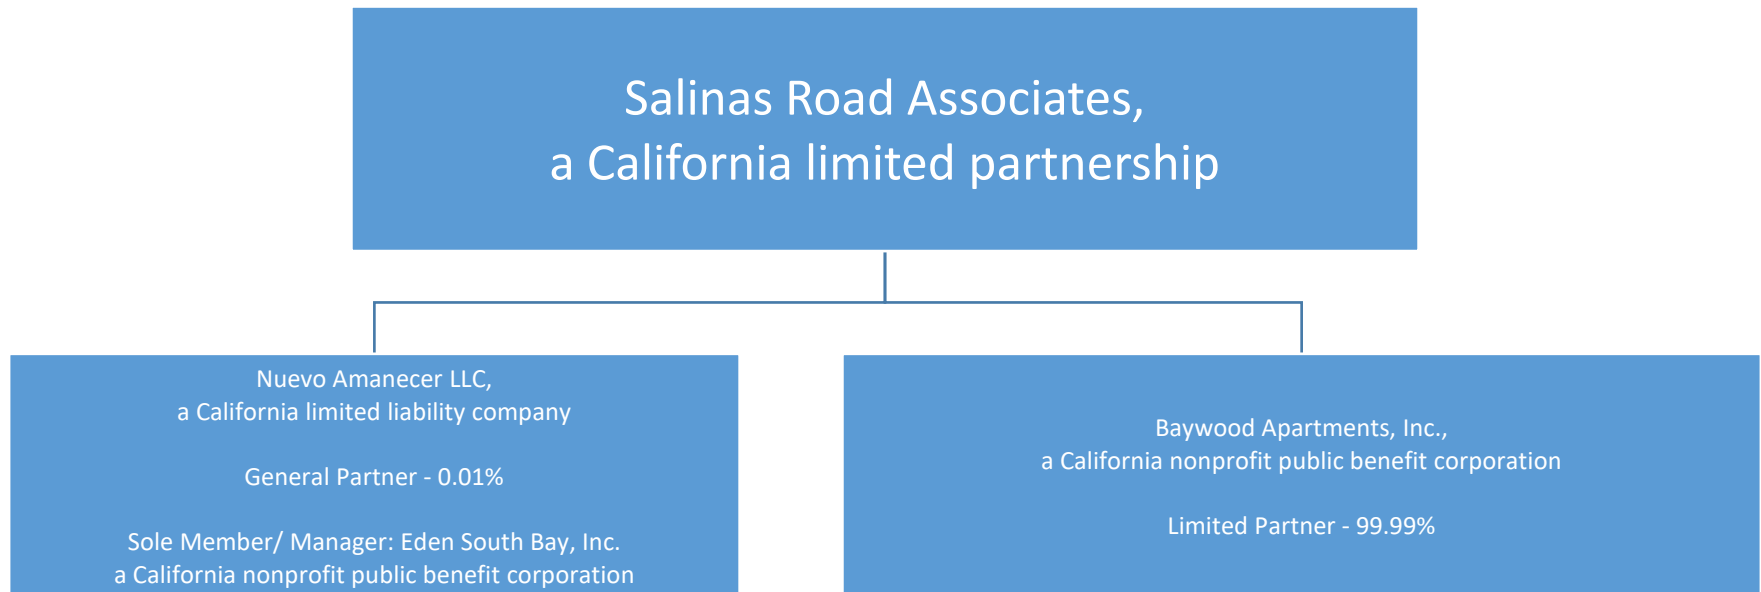 Salinas Road Associates,
a California limited partnership
Nuevo Amanecer LLC,
a California limited liability company
General Partner - 0.01%
Sole Member/ Manager: Eden South Bay, Inc.
a California nonprofit public benefit corporation
Baywood Apartments, Inc.,
a California nonprofit public benefit corporation
Limited Partner - 99.99%